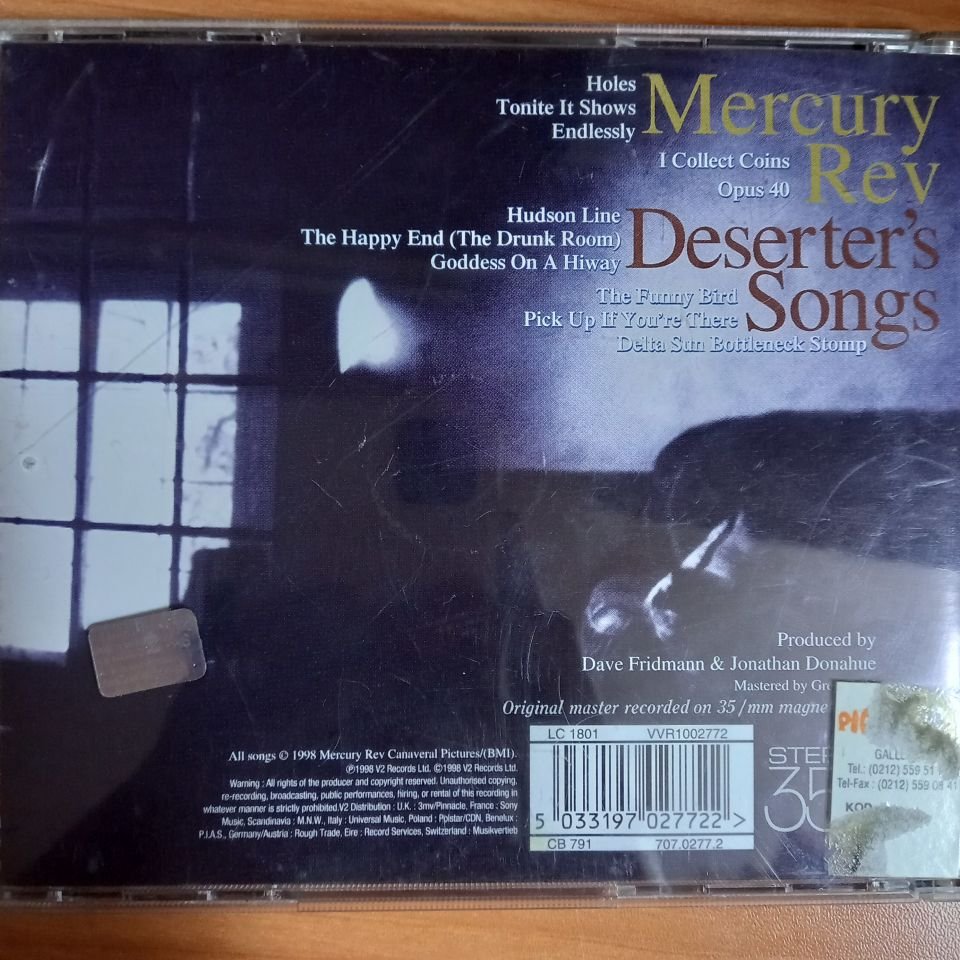 Holes
Tonite It Shows
Endlessly
Mercury
Rev
I Collect Coins
Opus 40
Hudson Line
The Happy End (The Drunk Room)
Goddess On A Hiway
Deserter's
Songs
The Funny Bird
Pick Up If You're There
Delta Sun Bottleneck Stomp
Produced by
Dave Fridmann & Jonathan Donahue
Mastered by
Original master recorded on 35/mm
All songs © 1998 Mercury Rev Canaveral Pictures/(BMI).
℗1998 V2 Records Ltd. ©1998 V2 Records Ltd.
Warning : All rights of the producer and copyright reserved. Unauthorised copying,
re-recording, broadcasting, public performances, hiring, or rental of this recording in
whatever manner is strictly prohibited.V2 Distribution : U.K. : 3mv/Pinnacle, France : Sony
Music, Scandinavia : M.N.W., Italy : Universal Music, Poland : Pplstar/CDN, Benelux :
P.I.A.S., Germany/Austria : Rough Trade, Eire : Record Services, Switzerland : Musikvertieb
LC 1801 VVR1002772
5 033197 027722 >
CB 791 707.0277.2
35
Tel.: (0212) 559 51
Tel-Fax : (0212) 559 08 41